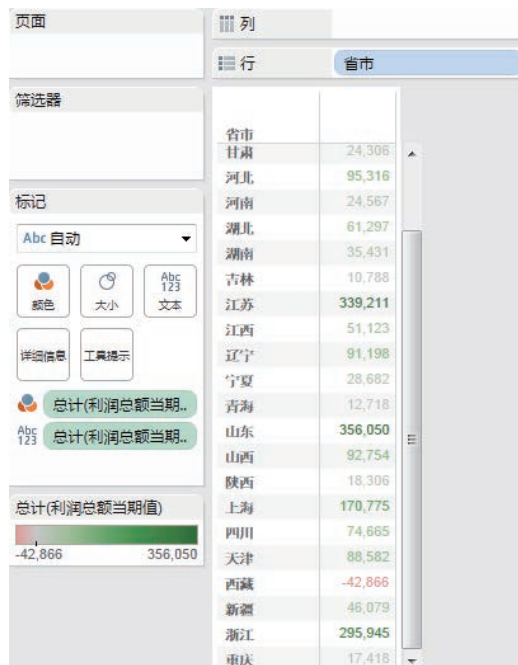 页面
列
行 省市
筛选器
省市
甘肃 24,306
河北 95,316
河南 24,567
湖北 61,297
湖南 35,431
吉林 10,788
江苏 339,211
江西 51,123
辽宁 91,198
宁夏 28,682
青海 12,718
山东 356,050
山西 92,754
陕西 18,306
上海 170,775
四川 74,665
天津 88,582
西藏 -42,866
新疆 46,079
浙江 295,945
重庆 17,418
标记
Abc 自动
颜色 大小 Abc 123 文本
详细信息 工具提示
总计(利润总额当期..
Abc 123 总计(利润总额当期..
总计(利润总额当期值)
-42,866 356,050